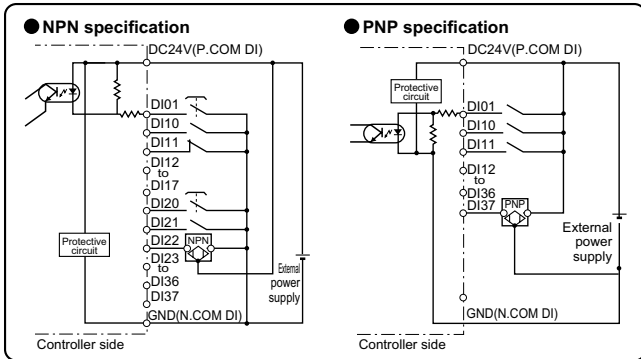 ● NPN specification
DC24V(P.COM DI)
DI01
DI10
DI11
DI12
to
DI17
DI20
DI21
DI22
NPN
DI23
to
DI36
DI37
GND(N.COM DI)
Protective
circuit
External
power
supply
Controller side
● PNP specification
DC24V(P.COM DI)
Protective
circuit
DI01
DI10
DI11
DI12
to
DI36
DI37
PNP
External
power
supply
GND(N.COM DI)
Controller side